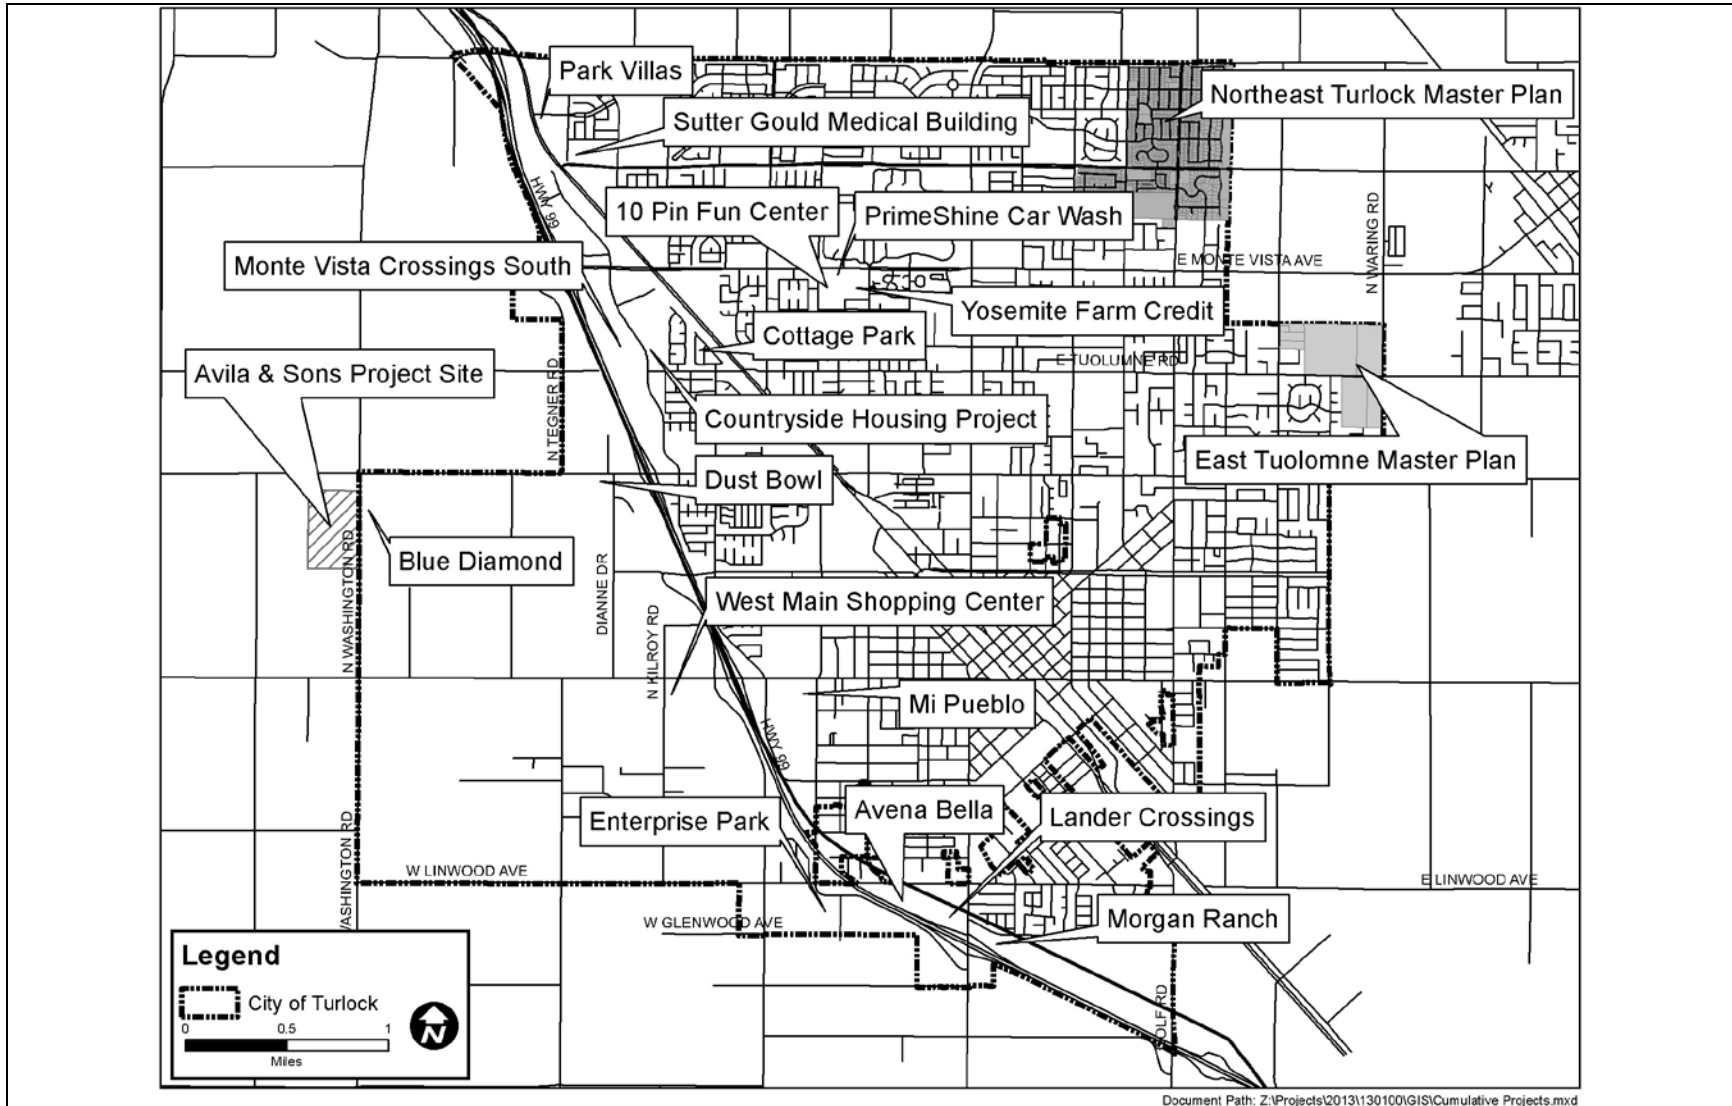 Park Villas
Northeast Turlock Master Plan
Sutter Gould Medical Building
HWY 99
10 Pin Fun Center
PrimeShine Car Wash
N WARING RD
Monte Vista Crossings South
E MONTE VISTA AVE
Yosemite Farm Credit
Cottage Park
E TUOLUMNE RD
Avila & Sons Project Site
N TEGNER RD
Countryside Housing Project
East Tuolomne Master Plan
Dust Bowl
Blue Diamond
N WASHINGTON RD
DIANNE DR
N KILROY RD
West Main Shopping Center
Mi Pueblo
HWY 99
Enterprise Park
Avena Bella
Lander Crossings
WASHINGTON RD
W LINWOOD AVE
E LINWOOD AVE
W GLENWOOD AVE
Morgan Ranch
OLF RD
Legend
City of Turlock
0 0.5 1
Miles
N
Document Path: Z:\Projects\2013\130100\GIS\Cumulative Projects.mxd